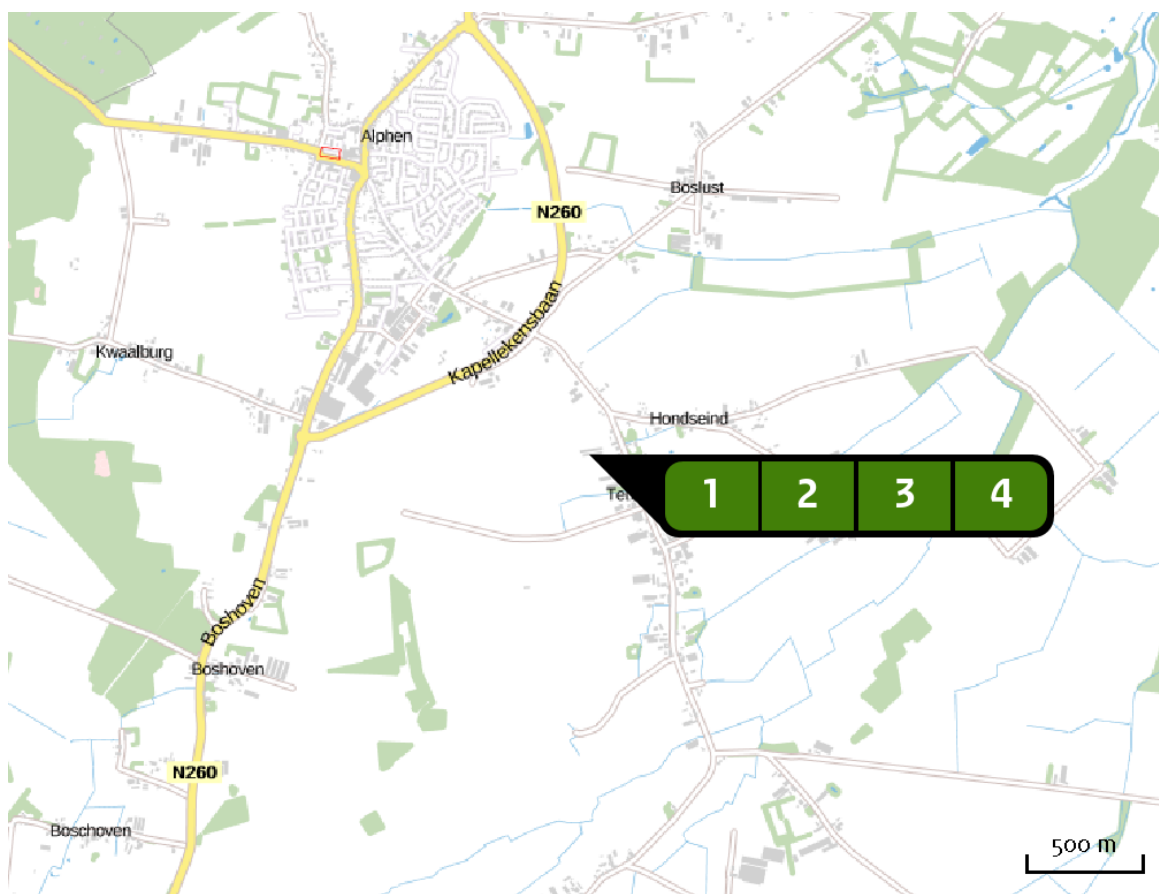 Alphen
Boslust
N260
Kapellekensbaan
Kwaalburg
Hondseind
1 2 3 4
Boshoven
Boshoven
N260
Boschoven
500 m